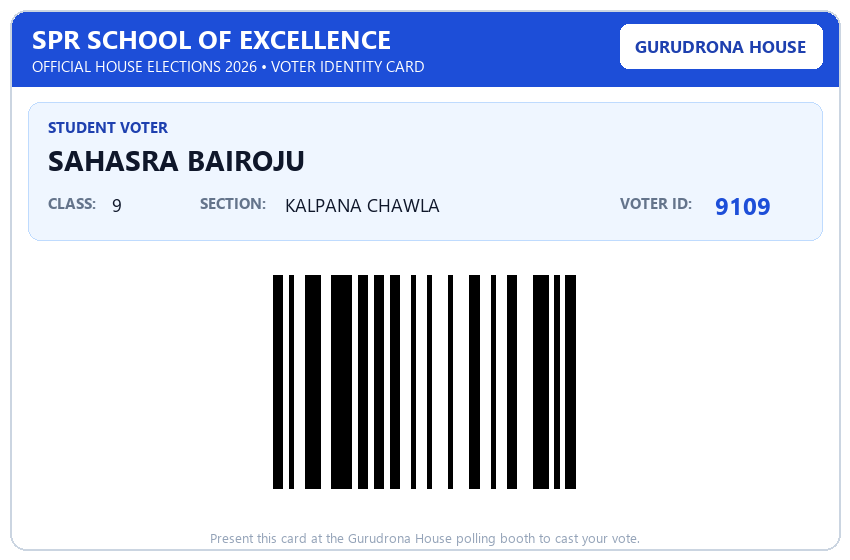 SPR SCHOOL OF EXCELLENCE
OFFICIAL HOUSE ELECTIONS 2026 • VOTER IDENTITY CARD
GURUDRONA HOUSE
STUDENT VOTER
SAHASRA BAIROJU
CLASS: 9 SECTION: KALPANA CHAWLA VOTER ID: 9109
Present this card at the Gurudrona House polling booth to cast your vote.